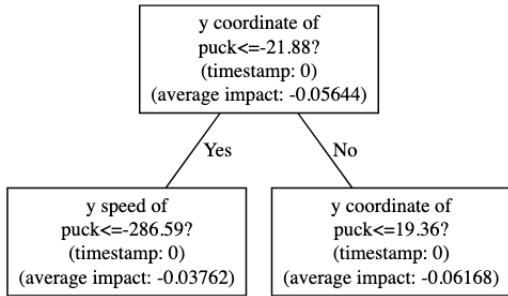 y coordinate of
puck<=-21.88?
(timestamp: 0)
(average impact: -0.05644)
Yes
No
y speed of
puck<=-286.59?
(timestamp: 0)
(average impact: -0.03762)
y coordinate of
puck<=19.36?
(timestamp: 0)
(average impact: -0.06168)